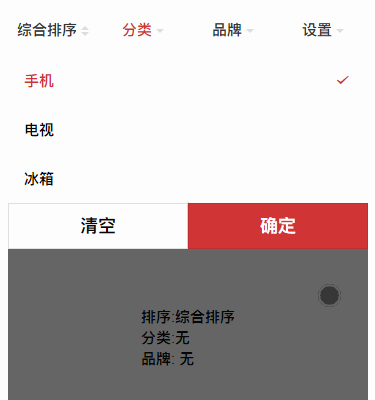 综合排序 分类 品牌 设置
手机
电视
冰箱
清空 确定
排序:综合排序
分类:无
品牌: 无